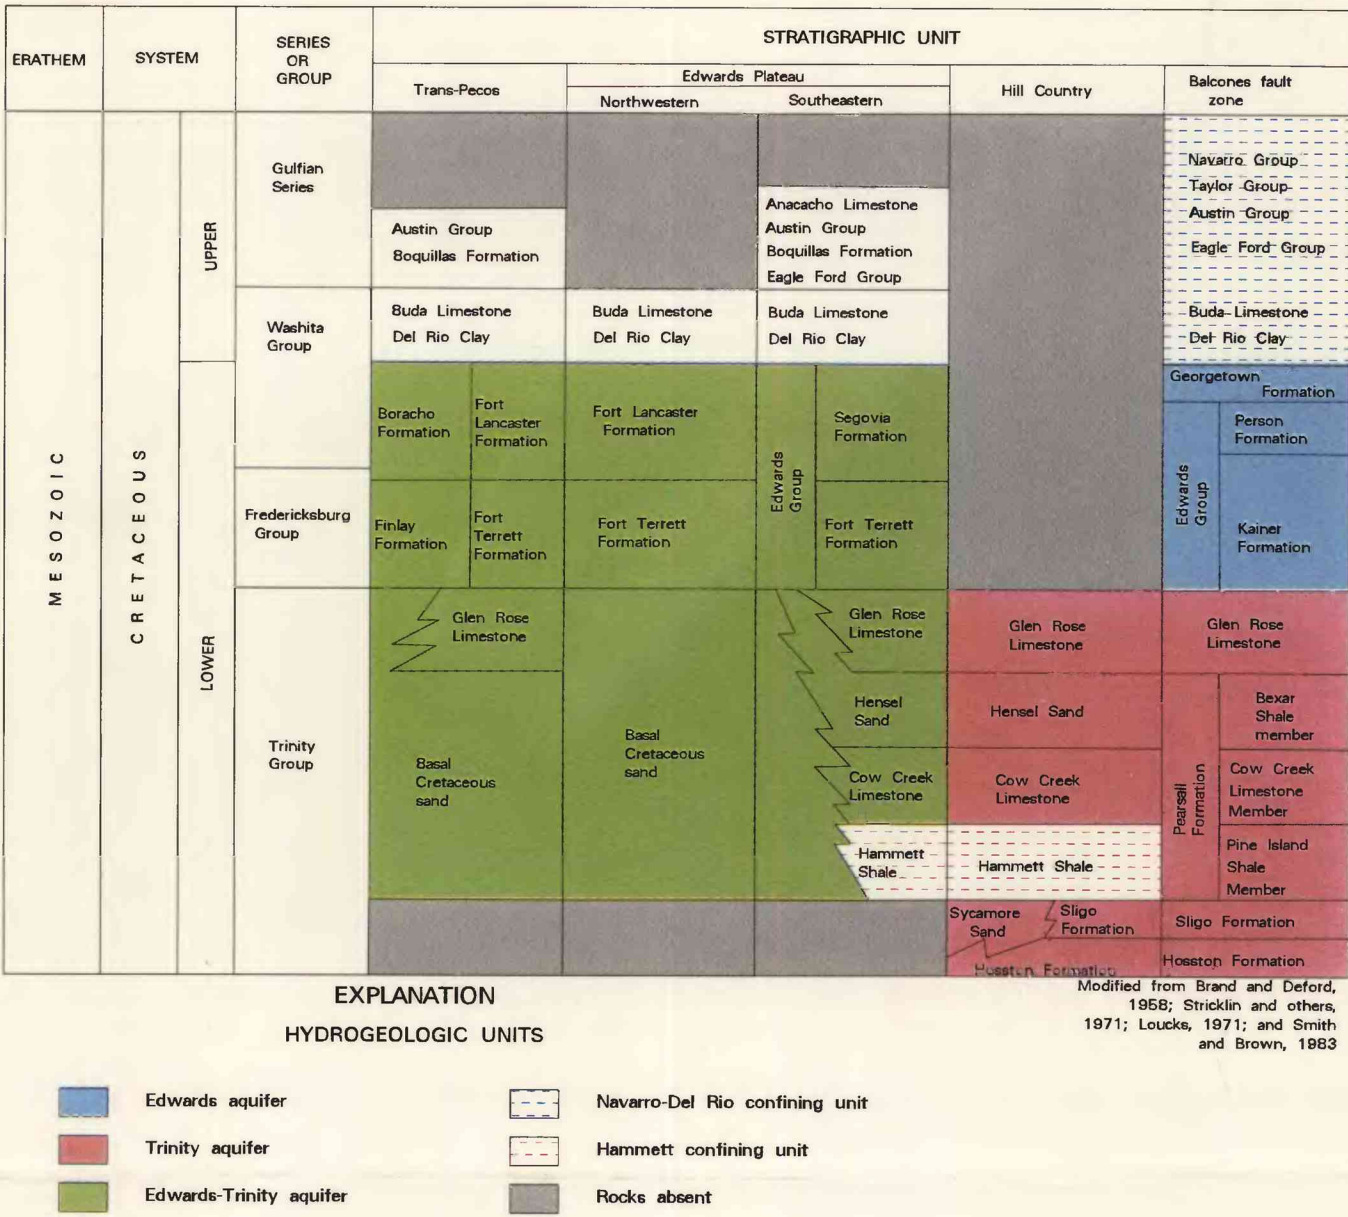 STRATIGRAPHIC UNIT
ERATHEM
SYSTEM
SERIES
OR
GROUP
Trans-Pecos
Edwards Plateau
Northwestern
Southeastern
Hill Country
Balcones fault
zone
MESOZOIC
CRETACEOUS
UPPER
LOWER
Gulfian
Series
Washita
Group
Fredericksburg
Group
Trinity
Group
Austin Group
Boquillas Formation
Buda Limestone
Del Rio Clay
Boracho
Formation
Fort
Lancaster
Formation
Finlay
Formation
Fort
Terrett
Formation
Glen Rose
Limestone
Basal
Cretaceous
sand
Buda Limestone
Del Rio Clay
Fort Lancaster
Formation
Fort Terrett
Formation
Basal
Cretaceous
sand
Anacacho Limestone
Austin Group
Boquillas Formation
Eagle Ford Group
Buda Limestone
Del Rio Clay
Edwards
Group
Segovia
Formation
Fort Terrett
Formation
Glen Rose
Limestone
Hensel
Sand
Cow Creek
Limestone
Hammett
Shale
Glen Rose
Limestone
Hensel Sand
Cow Creek
Limestone
Hammett Shale
Sycamore
Sand
Sligo
Formation
Hosston Formation
Navarro Group
Taylor Group
Austin Group
Eagle Ford Group
Buda Limestone
Del Rio Clay
Georgetown
Formation
Edwards
Group
Person
Formation
Kainer
Formation
Glen Rose
Limestone
Pearsall
Formation
Bexar
Shale
member
Cow Creek
Limestone
Member
Pine Island
Shale
Member
Sligo Formation
Hosston Formation
Modified from Brand and Deford,
1958; Stricklin and others,
1971; Loucks, 1971; and Smith
and Brown, 1983
EXPLANATION
HYDROGEOLOGIC UNITS
Edwards aquifer
Trinity aquifer
Edwards-Trinity aquifer
Navarro-Del Rio confining unit
Hammett confining unit
Rocks absent